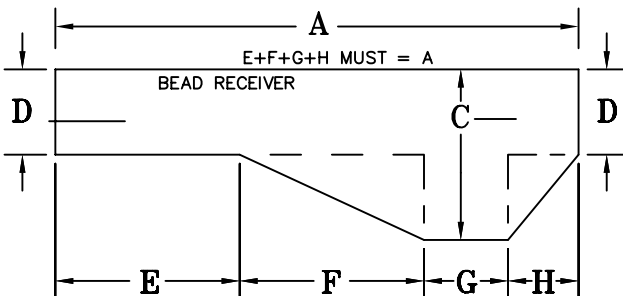 A
E+F+G+H MUST = A
BEAD RECEIVER
D
C
D
E
F
G
H